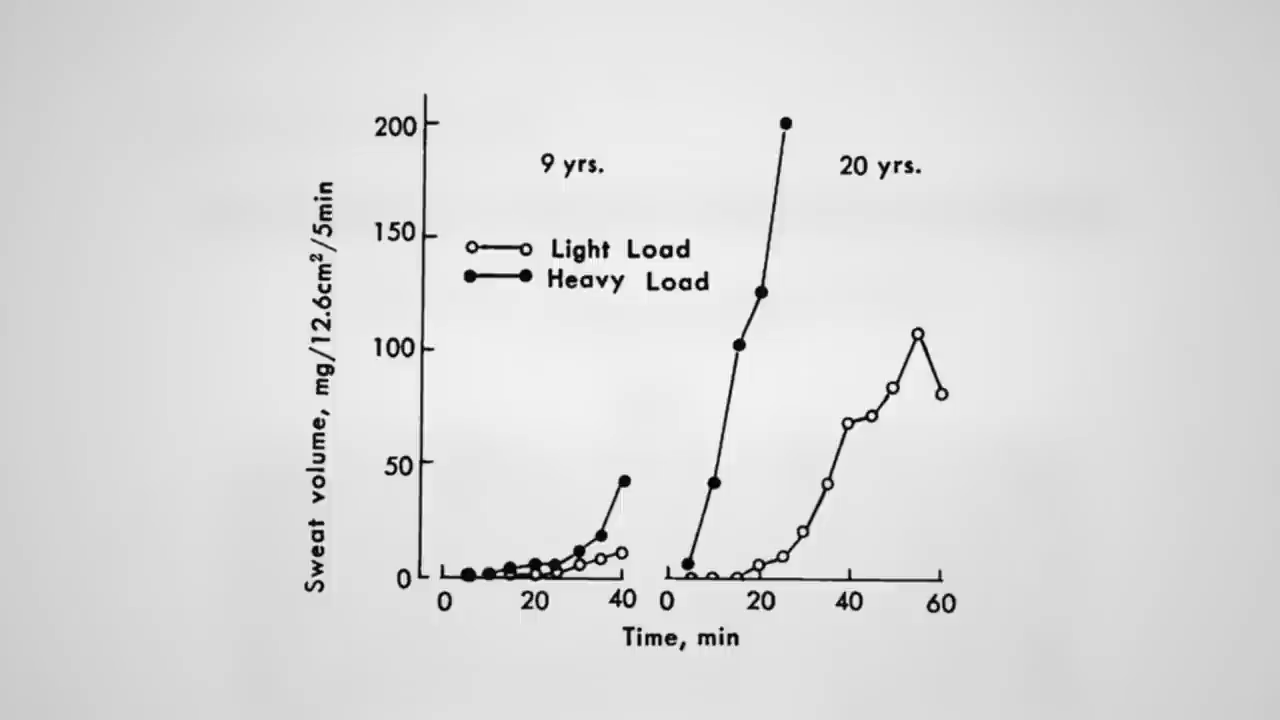 200
150
100
50
0
Sweat volume, mg/12.6cm²/5min
9 yrs.
20 yrs.
Light Load
Heavy Load
0 20 40
0 20 40 60
Time, min